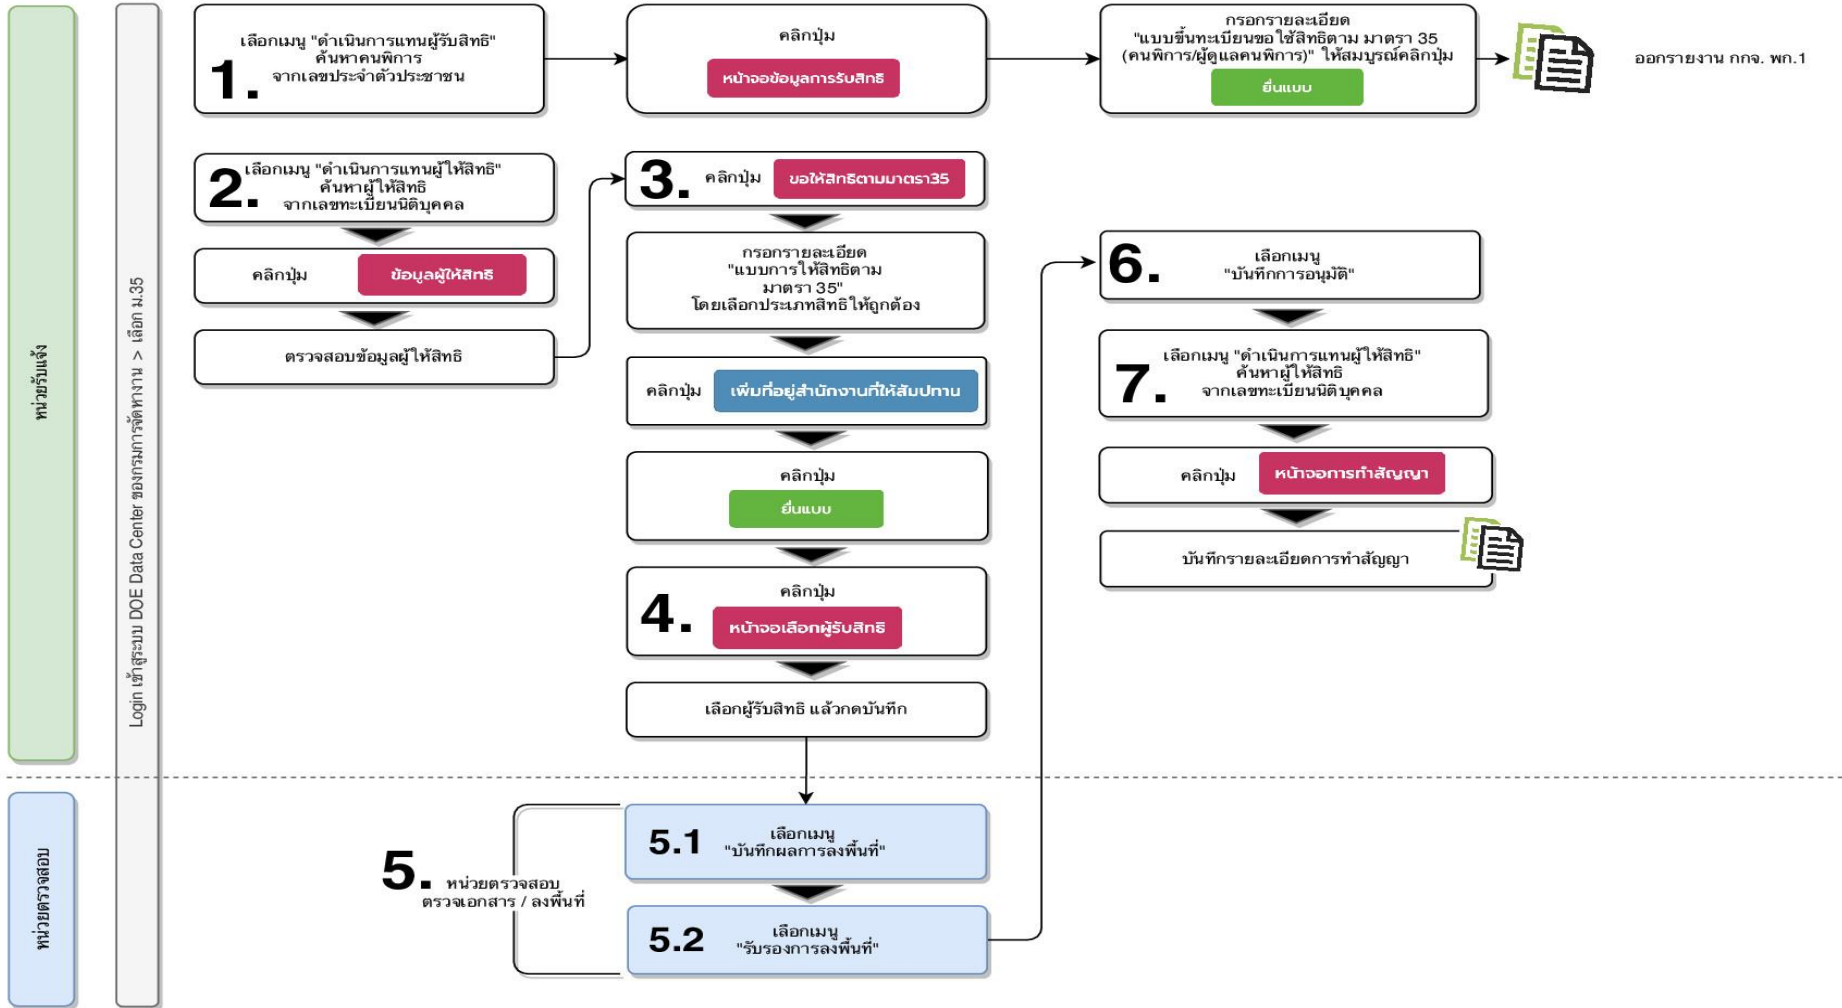 หน่วยรับแจ้ง
Login เข้าสู่ระบบ DOE Data Center ของกรมการจัดหางาน > เลือก ม.35
1.
เลือกเมนู "ดำเนินการแทนผู้รับสิทธิ"
ค้นหาคนพิการ
จากเลขประจำตัวประชาชน
คลิกปุ่ม
หน้าจอข้อมูลการรับสิทธิ
กรอกรายละเอียด
"แบบขึ้นทะเบียนขอใช้สิทธิตาม มาตรา 35
(คนพิการ/ผู้ดูแลคนพิการ)" ให้สมบูรณ์คลิกปุ่ม
ยื่นแบบ
ออกรายงาน กกจ. พก.1
2.
เลือกเมนู "ดำเนินการแทนผู้ให้สิทธิ"
ค้นหาผู้ให้สิทธิ
จากเลขทะเบียนนิติบุคคล
คลิกปุ่ม
ข้อมูลผู้ให้สิทธิ
ตรวจสอบข้อมูลผู้ให้สิทธิ
3.
คลิกปุ่ม
ขอให้สิทธิตามมาตรา35
กรอกรายละเอียด
"แบบการให้สิทธิตาม
มาตรา 35"
โดยเลือกประเภทสิทธิให้ถูกต้อง
คลิกปุ่ม
เพิ่มที่อยู่สำนักงานที่ให้สัมปทาน
คลิกปุ่ม
ยื่นแบบ
4.
คลิกปุ่ม
หน้าจอเลือกผู้รับสิทธิ
เลือกผู้รับสิทธิ แล้วกดบันทึก
หน่วยตรวจสอบ
5.
หน่วยตรวจสอบ
ตรวจเอกสาร / ลงพื้นที่
5.1
เลือกเมนู
"บันทึกผลการลงพื้นที่"
5.2
เลือกเมนู
"รับรองการลงพื้นที่"
6.
เลือกเมนู
"บันทึกการอนุมัติ"
7.
เลือกเมนู "ดำเนินการแทนผู้ให้สิทธิ"
ค้นหาผู้ให้สิทธิ
จากเลขทะเบียนนิติบุคคล
คลิกปุ่ม
หน้าจอการทำสัญญา
บันทึกรายละเอียดการทำสัญญา